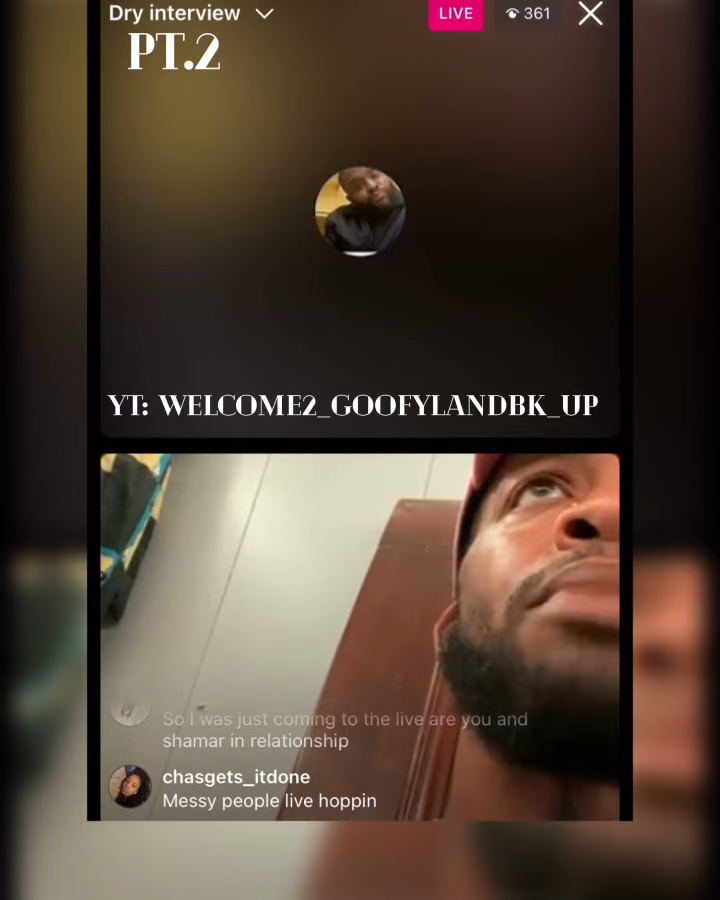 Dry interview
LIVE
361
PT.2
YT: WELCOME2_GOOFYLANDBK_UP
So I was just coming to the live are you and
shamar in relationship
chasgets_itdone
Messy people live hoppin